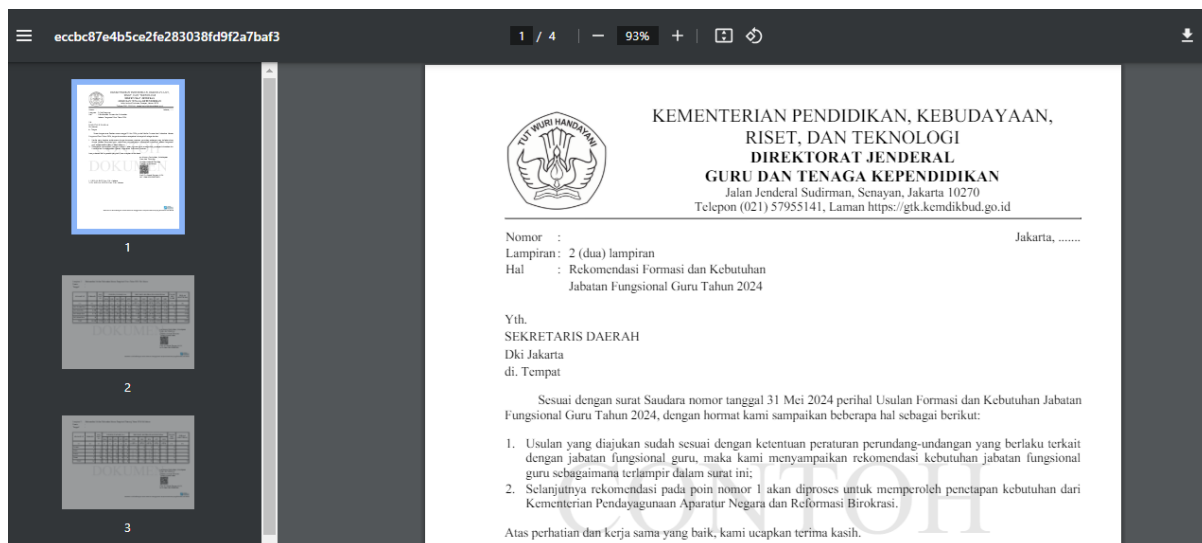 eccbc87e4b5ce2fe283038fd9f2a7baf3
1 / 4
93%
1
DOKUMEN
2
DOKUMEN
3
TUT WURI HANDAYANI
KEMENTERIAN PENDIDIKAN, KEBUDAYAAN,
RISET, DAN TEKNOLOGI
DIREKTORAT JENDERAL
GURU DAN TENAGA KEPENDIDIKAN
Jalan Jenderal Sudirman, Senayan, Jakarta 10270
Telepon (021) 57955141, Laman https://gtk.kemdikbud.go.id
Nomor : Jakarta, .......
Lampiran : 2 (dua) lampiran
Hal : Rekomendasi Formasi dan Kebutuhan
Jabatan Fungsional Guru Tahun 2024
Yth.
SEKRETARIS DAERAH
Dki Jakarta
di. Tempat
Sesuai dengan surat Saudara nomor tanggal 31 Mei 2024 perihal Usulan Formasi dan Kebutuhan Jabatan
Fungsional Guru Tahun 2024, dengan hormat kami sampaikan beberapa hal sebagai berikut:
1. Usulan yang diajukan sudah sesuai dengan ketentuan peraturan perundang-undangan yang berlaku terkait
dengan jabatan fungsional guru, maka kami menyampaikan rekomendasi kebutuhan jabatan fungsional
guru sebagaimana terlampir dalam surat ini;
2. Selanjutnya rekomendasi pada poin nomor 1 akan diproses untuk memperoleh penetapan kebutuhan dari
Kementerian Pendayagunaan Aparatur Negara dan Reformasi Birokrasi.
CONTOH
Atas perhatian dan kerja sama yang baik, kami ucapkan terima kasih.